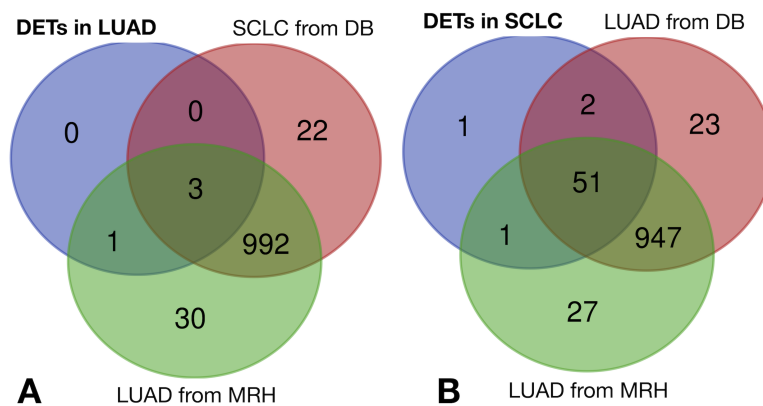 DETs in LUAD
SCLC from DB
0
0
22
3
1
992
30
A
LUAD from MRH
DETs in SCLC
LUAD from DB
1
2
23
51
1
947
27
B
LUAD from MRH